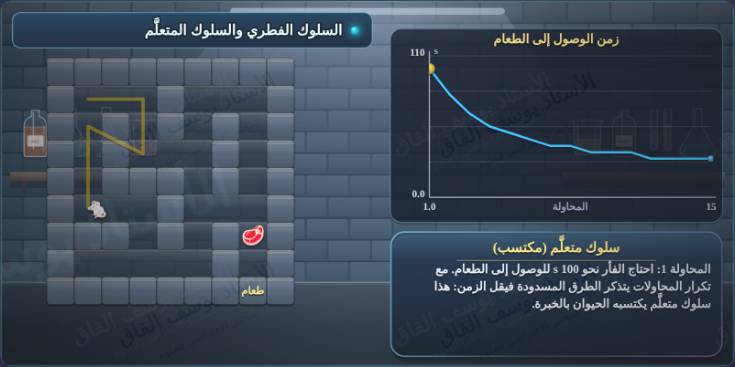 السلوك الفطري والسلوك المتعلَّم
زمن الوصول إلى الطعام
110
s
0.0
1.0
المحاولة
15
طعام
سلوك متعلَّم (مكتسب)
المحاولة 1: احتاج الفأر نحو 100 s للوصول إلى الطعام. مع
تكرار المحاولات يتذكر الطرق المسدودة فيقل الزمن: هذا
سلوك متعلَّم يكتسبه الحيوان بالخبرة.